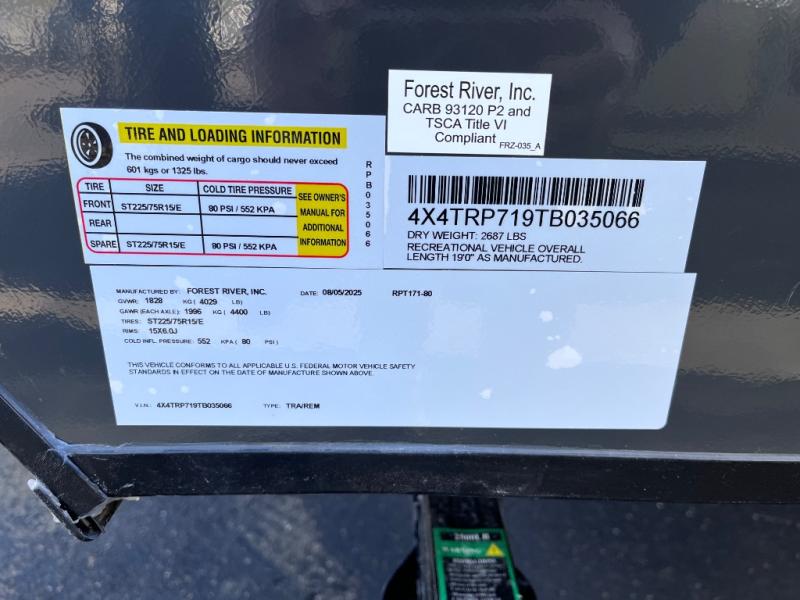 Forest River, Inc.
CARB 93120 P2 and
TSCA Title VI
Compliant
FRZ-035_A
TIRE AND LOADING INFORMATION
The combined weight of cargo should never exceed
601 kgs or 1325 lbs.
TIRE SIZE COLD TIRE PRESSURE
FRONT ST225/75R15/E 80 PSI / 552 KPA
REAR
SPARE ST225/75R15/E 80 PSI / 552 KPA
SEE OWNER'S
MANUAL FOR
ADDITIONAL
INFORMATION
RPB035066
4X4TRP719TB035066
DRY WEIGHT: 2687 LBS
RECREATIONAL VEHICLE OVERALL
LENGTH 19'0" AS MANUFACTURED.
MANUFACTURED BY: FOREST RIVER, INC. DATE: 08/05/2025 RPT171-80
GVWR: 1828 KG ( 4029 LB)
GAWR (EACH AXLE): 1996 KG ( 4400 LB)
TIRES: ST225/75R15/E
RIMS: 15X6.0J
COLD INFL. PRESSURE: 552 KPA ( 80 PSI )
THIS VEHICLE CONFORMS TO ALL APPLICABLE U.S. FEDERAL MOTOR VEHICLE SAFETY
STANDARDS IN EFFECT ON THE DATE OF MANUFACTURE SHOWN ABOVE.
V.I.N.: 4X4TRP719TB035066 TYPE: TRA/REM